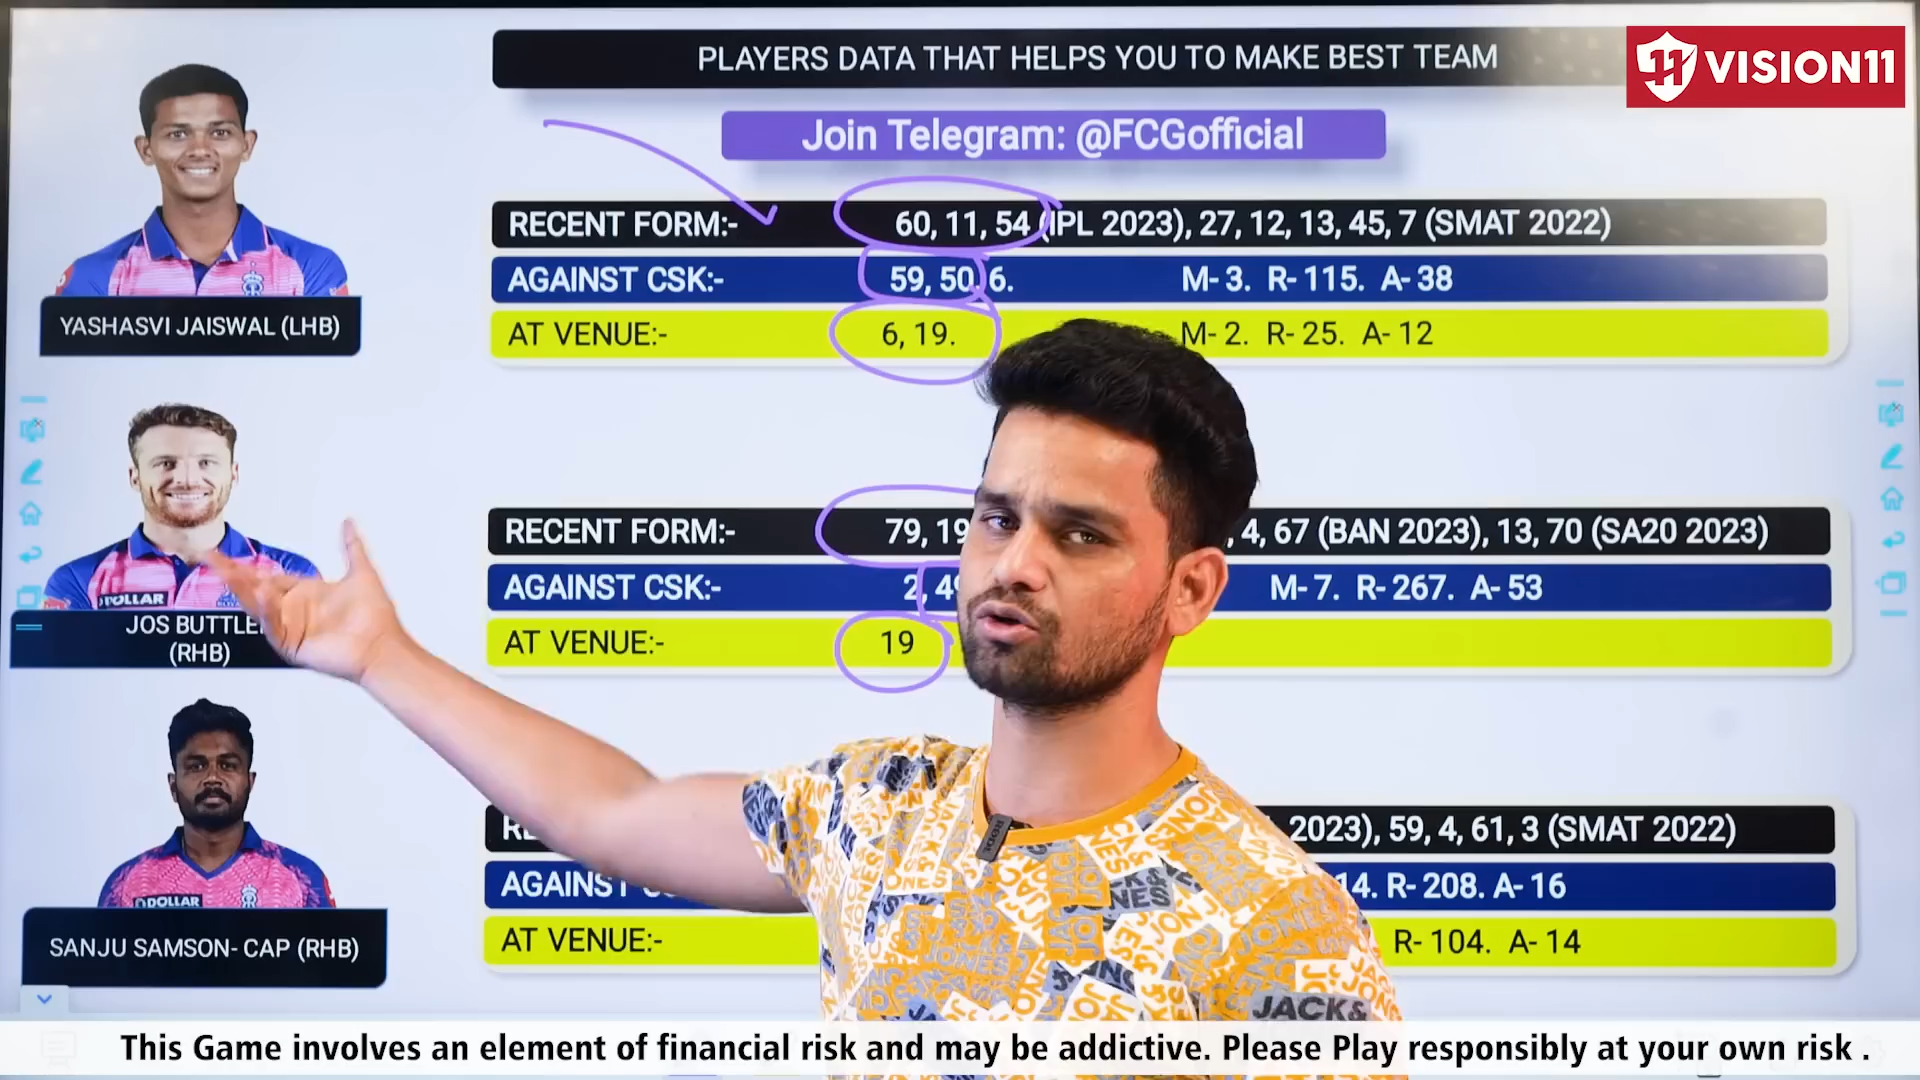 PLAYERS DATA THAT HELPS YOU TO MAKE BEST TEAM
VISION11
Join Telegram: @FCGofficial
RECENT FORM:- 60, 11, 54 (IPL 2023), 27, 12, 13, 45, 7 (SMAT 2022)
AGAINST CSK:- 59, 50, 6. M- 3. R- 115. A- 38
AT VENUE:- 6, 19. M- 2. R- 25. A- 12
YASHASVI JAISWAL (LHB)
RECENT FORM:- 79, 19 4, 67 (BAN 2023), 13, 70 (SA20 2023)
AGAINST CSK:- 2, M- 7. R- 267. A- 53
AT VENUE:- 19
DOLLAR
JOS
(RHB)
2023), 59, 4, 61, 3 (SMAT 2022)
AGAINST 14. R- 208. A- 16
AT VENUE:- R- 104. A- 14
DOLLAR
SANJU SAMSON- CAP (RHB)
JACK&
JONES
This Game involves an element of financial risk and may be addictive. Please Play responsibly at your own risk .